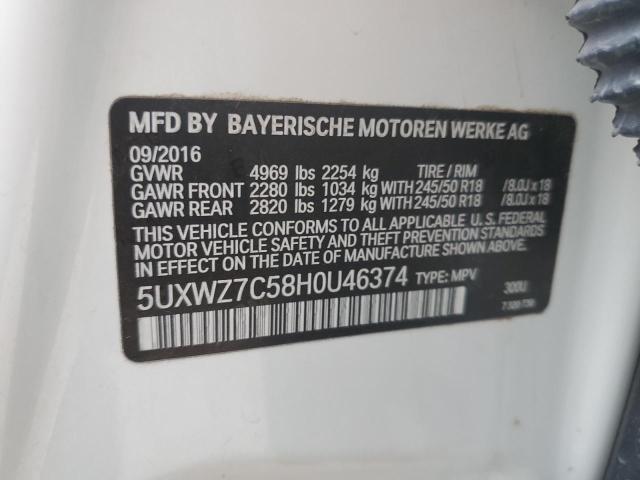 MFD BY BAYERISCHE MOTOREN WERKE AG
09/2016
GVWR 4969 lbs 2254 kg TIRE / RIM
GAWR FRONT 2280 lbs 1034 kg WITH 245/50 R18 / 8.0J x 18
GAWR REAR 2820 lbs 1279 kg WITH 245/50 R18 / 8.0J x 18
THIS VEHICLE CONFORMS TO ALL APPLICABLE U. S. FEDERAL
MOTOR VEHICLE SAFETY AND THEFT PREVENTION STANDARDS
IN EFFECT ON THE DATE OF MANUFACTURE SHOWN ABOVE.
5UXWZ7C58H0U46374 TYPE: MPV 300U